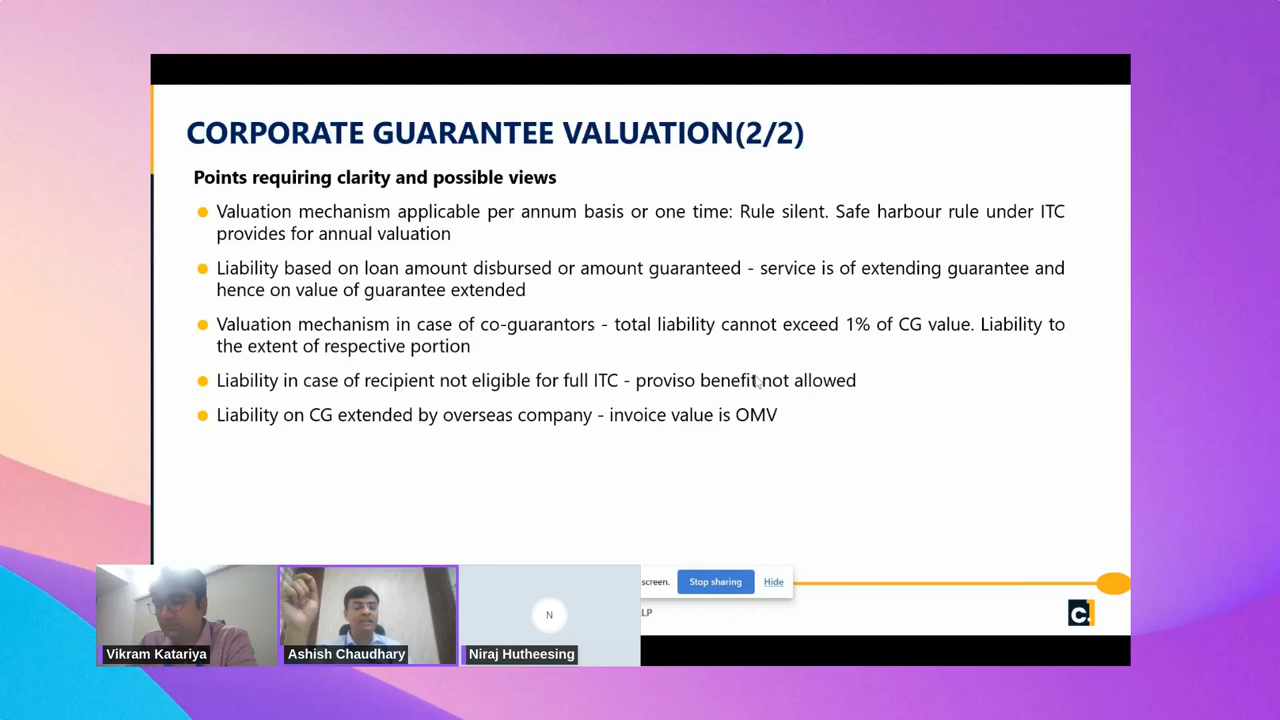 CORPORATE GUARANTEE VALUATION(2/2)
Points requiring clarity and possible views
Valuation mechanism applicable per annum basis or one time: Rule silent. Safe harbour rule under ITC
provides for annual valuation
Liability based on loan amount disbursed or amount guaranteed - service is of extending guarantee and
hence on value of guarantee extended
Valuation mechanism in case of co-guarantors - total liability cannot exceed 1% of CG value. Liability to
the extent of respective portion
Liability in case of recipient not eligible for full ITC - proviso benefit not allowed
Liability on CG extended by overseas company - invoice value is OMV
screen. Stop sharing Hide
LP
c.
N
Vikram Katariya Ashish Chaudhary Niraj Hutheesing